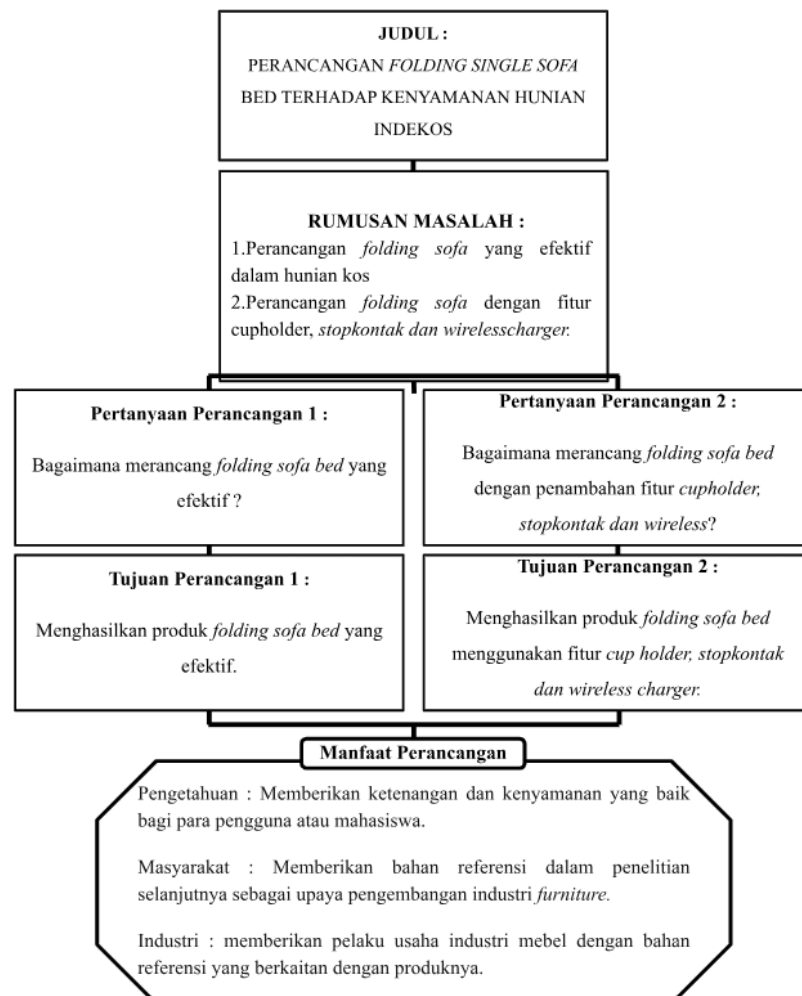 JUDUL :
PERANCANGAN FOLDING SINGLE SOFA
BED TERHADAP KENYAMANAN HUNIAN
INDEKOS
RUMUSAN MASALAH :
1.Perancangan folding sofa yang efektif
dalam hunian kos
2.Perancangan folding sofa dengan fitur
cupholder, stopkontak dan wirelesscharger.
Pertanyaan Perancangan 1 :
Bagaimana merancang folding sofa bed yang
efektif ?
Pertanyaan Perancangan 2 :
Bagaimana merancang folding sofa bed
dengan penambahan fitur cupholder,
stopkontak dan wireless?
Tujuan Perancangan 1 :
Menghasilkan produk folding sofa bed yang
efektif.
Tujuan Perancangan 2 :
Menghasilkan produk folding sofa bed
menggunakan fitur cup holder, stopkontak
dan wireless charger.
Manfaat Perancangan
Pengetahuan : Memberikan ketenangan dan kenyamanan yang baik
bagi para pengguna atau mahasiswa.
Masyarakat : Memberikan bahan referensi dalam penelitian
selanjutnya sebagai upaya pengembangan industri furniture.
Industri : memberikan pelaku usaha industri mebel dengan bahan
referensi yang berkaitan dengan produknya.